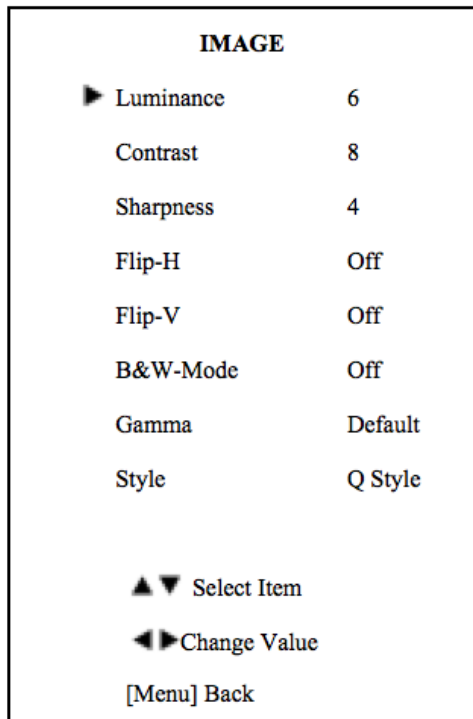 IMAGE
Luminance 6
Contrast 8
Sharpness 4
Flip-H Off
Flip-V Off
B&W-Mode Off
Gamma Default
Style Q Style
Select Item
Change Value
[Menu] Back